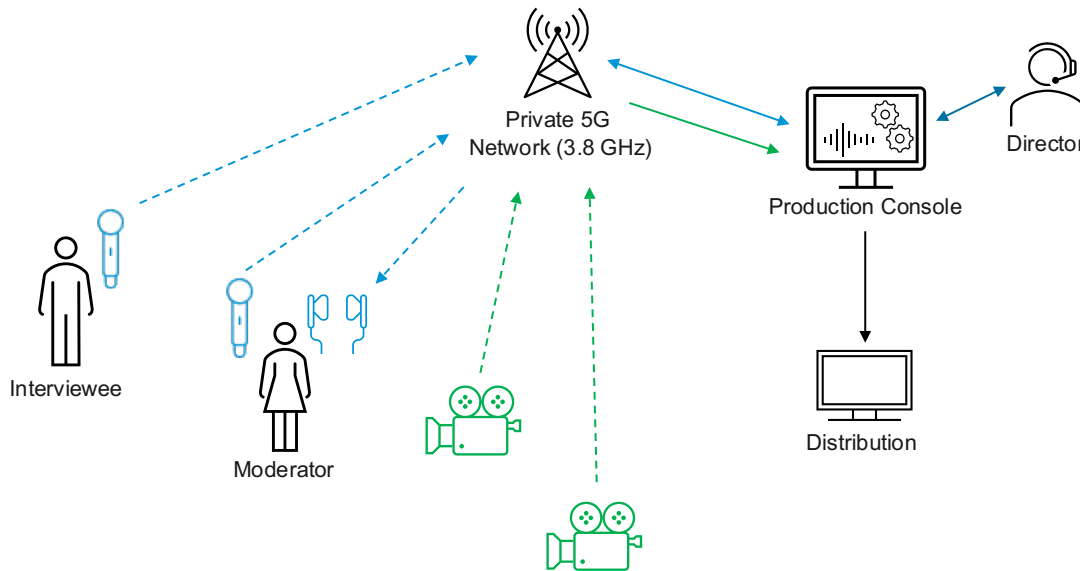 Private 5G
Network (3.8 GHz)
Director
Production Console
Interviewee
Moderator
Distribution